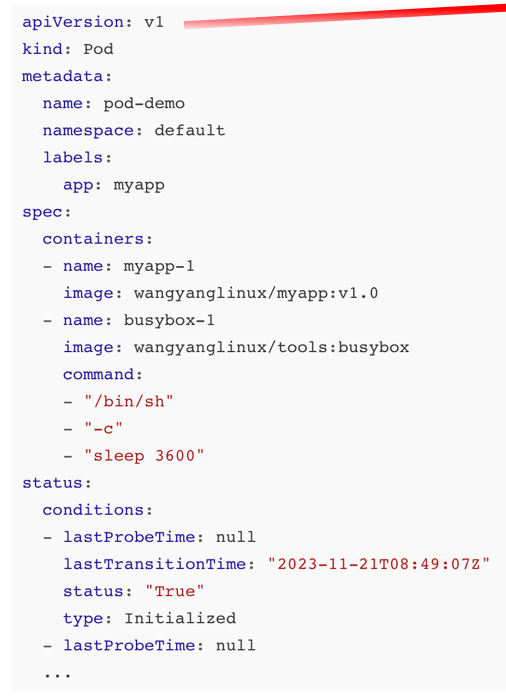 apiVersion: v1
kind: Pod
metadata:
  name: pod-demo
  namespace: default
  labels:
    app: myapp
spec:
  containers:
  - name: myapp-1
    image: wangyanglinux/myapp:v1.0
  - name: busybox-1
    image: wangyanglinux/tools:busybox
    command:
    - "/bin/sh"
    - "-c"
    - "sleep 3600"
status:
  conditions:
  - lastProbeTime: null
    lastTransitionTime: "2023-11-21T08:49:07Z"
    status: "True"
    type: Initialized
  - lastProbeTime: null
  ...